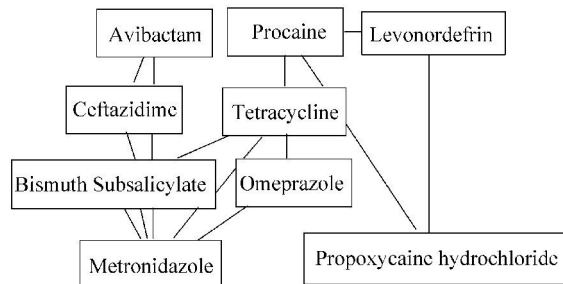 Avibactam
Procaine
Levonordefrin
Ceftazidime
Tetracycline
Bismuth Subsalicylate
Omeprazole
Metronidazole
Propoxycaine hydrochloride